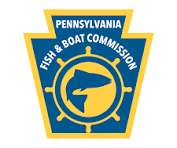 PENNSYLVANIA
FISH & BOAT COMMISSION